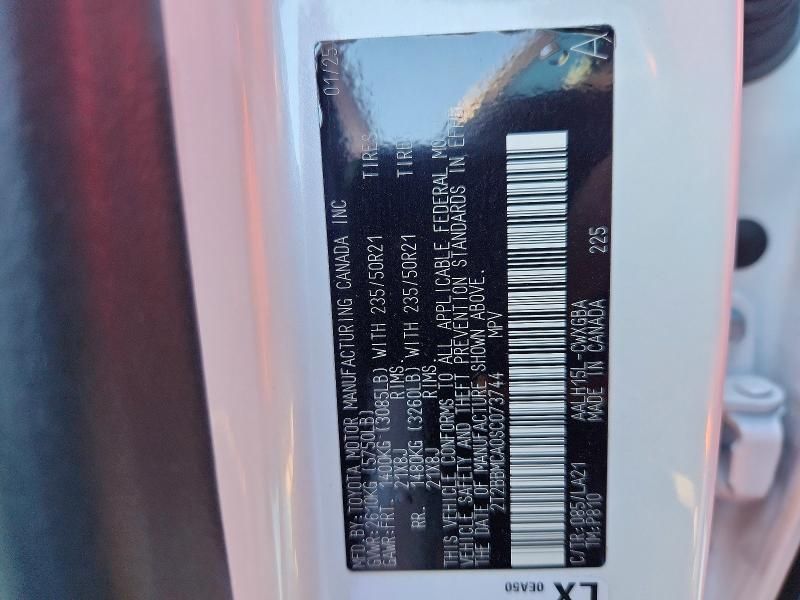 MFD.BY:TOYOTA MOTOR MANUFACTURING CANADA INC 01/25
GVWR:2610KG (5750LB)
GAWR:FRT. 1400KG (3085LB) WITH 235/50R21 TIRES
21X8J RIMS.
RR. 1480KG (3260LB) WITH 235/50R21 TIRE
21X8J RIMS.
THIS VEHICLE CONFORMS TO ALL APPLICABLE FEDERAL MO
VEHICLE SAFETY AND THEFT PREVENTION STANDARDS IN EFFE
THE DATE OF MANUFACTURE SHOWN ABOVE. A
2T2BBMCA0SC073744 MPV
C/TR:085/LA21 AALH15L-CWXGBA 225
TM:P810 MADE IN CANADA
LX
0EA50